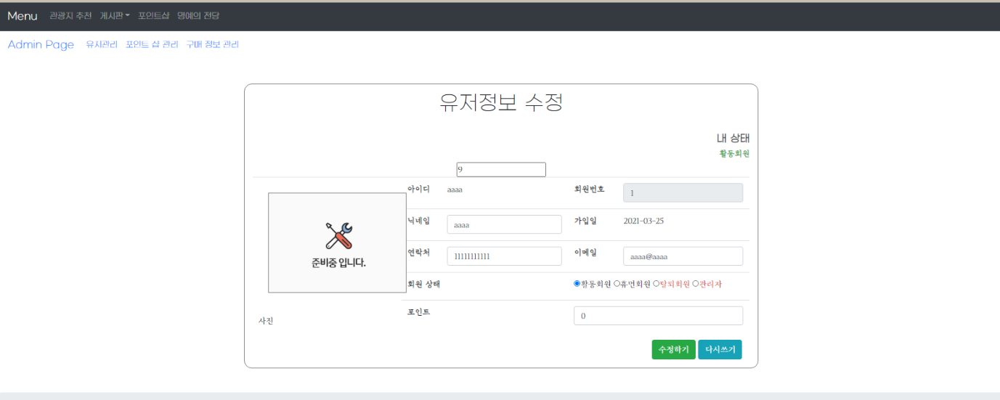 Menu 관광지 추천 게시판 포인트샵 명예의 전당
Admin Page 유저관리 포인트 샵 관리 구매 정보 관리
유저정보 수정
내 상태
활동회원
9
아이디 aaaa 회원번호 1
닉네임 aaaa 가입일 2021-03-25
연락처 11111111111 이메일 aaaa@aaaa
준비중 입니다.
회원 상태 활동회원 휴먼회원 탈퇴회원 관리자
포인트 0
사진
수정하기 다시쓰기